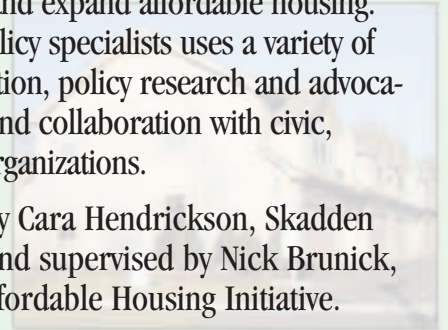 and expand affordable housing.
licy specialists uses a variety of
tion, policy research and advoca-
nd collaboration with civic,
rganizations.
y Cara Hendrickson, Skadden
nd supervised by Nick Brunick,
fordable Housing Initiative.